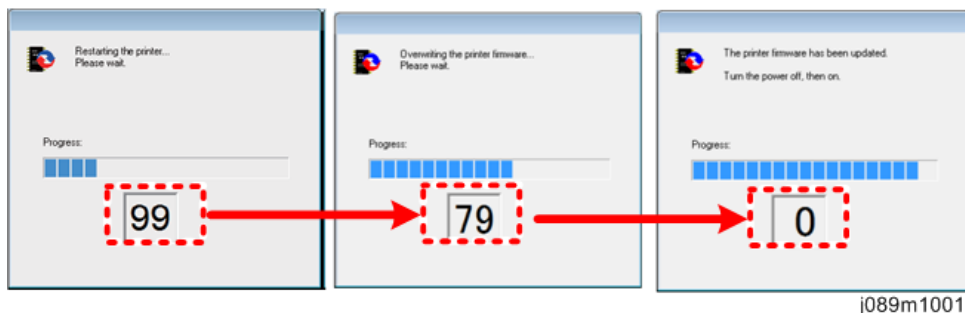 Restarting the printer...
Please wait.
Progress:
99
Overwriting the printer firmware...
Please wait.
Progress:
79
The printer firmware has been updated.
Turn the power off, then on.
Progress:
0
j089m1001